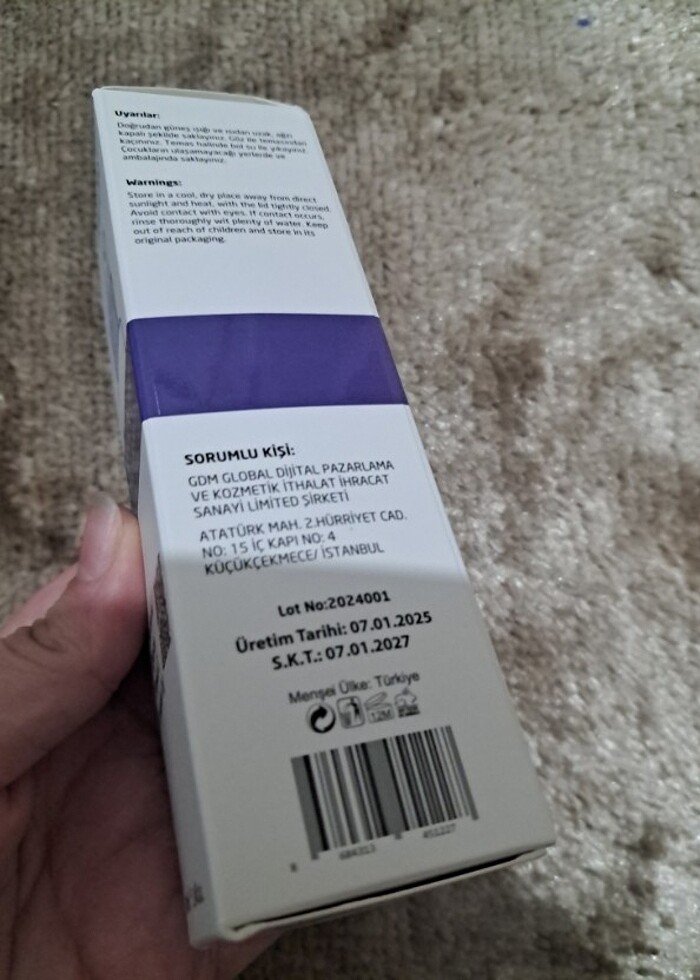 Uyarılar:
Doğrudan güneş ışığı ve ısıdan uzak, ağzı
kapalı şekilde saklayınız. Göz ile temasından
kaçınınız. Temas halinde bol su ile yıkayınız.
Çocukların ulaşamayacağı yerlerde ve
ambalajında saklayınız.
Warnings:
Store in a cool, dry place away from direct
sunlight and heat, with the lid tightly closed.
Avoid contact with eyes. If contact occurs,
rinse thoroughly wit plenty of water. Keep
out of reach of children and store in its
original packaging.
SORUMLU KİŞİ:
GDM GLOBAL DİJİTAL PAZARLAMA
VE KOZMETİK İTHALAT İHRACAT
SANAYİ LİMİTED ŞİRKETİ
ATATÜRK MAH. 2.HÜRRİYET CAD.
NO: 15 İÇ KAPI NO: 4
KÜÇÜKÇEKMECE/ İSTANBUL
Lot No:2024001
Üretim Tarihi: 07.01.2025
S.K.T.: 07.01.2027
Menşei Ülke: Türkiye
12M
8 684313 451227